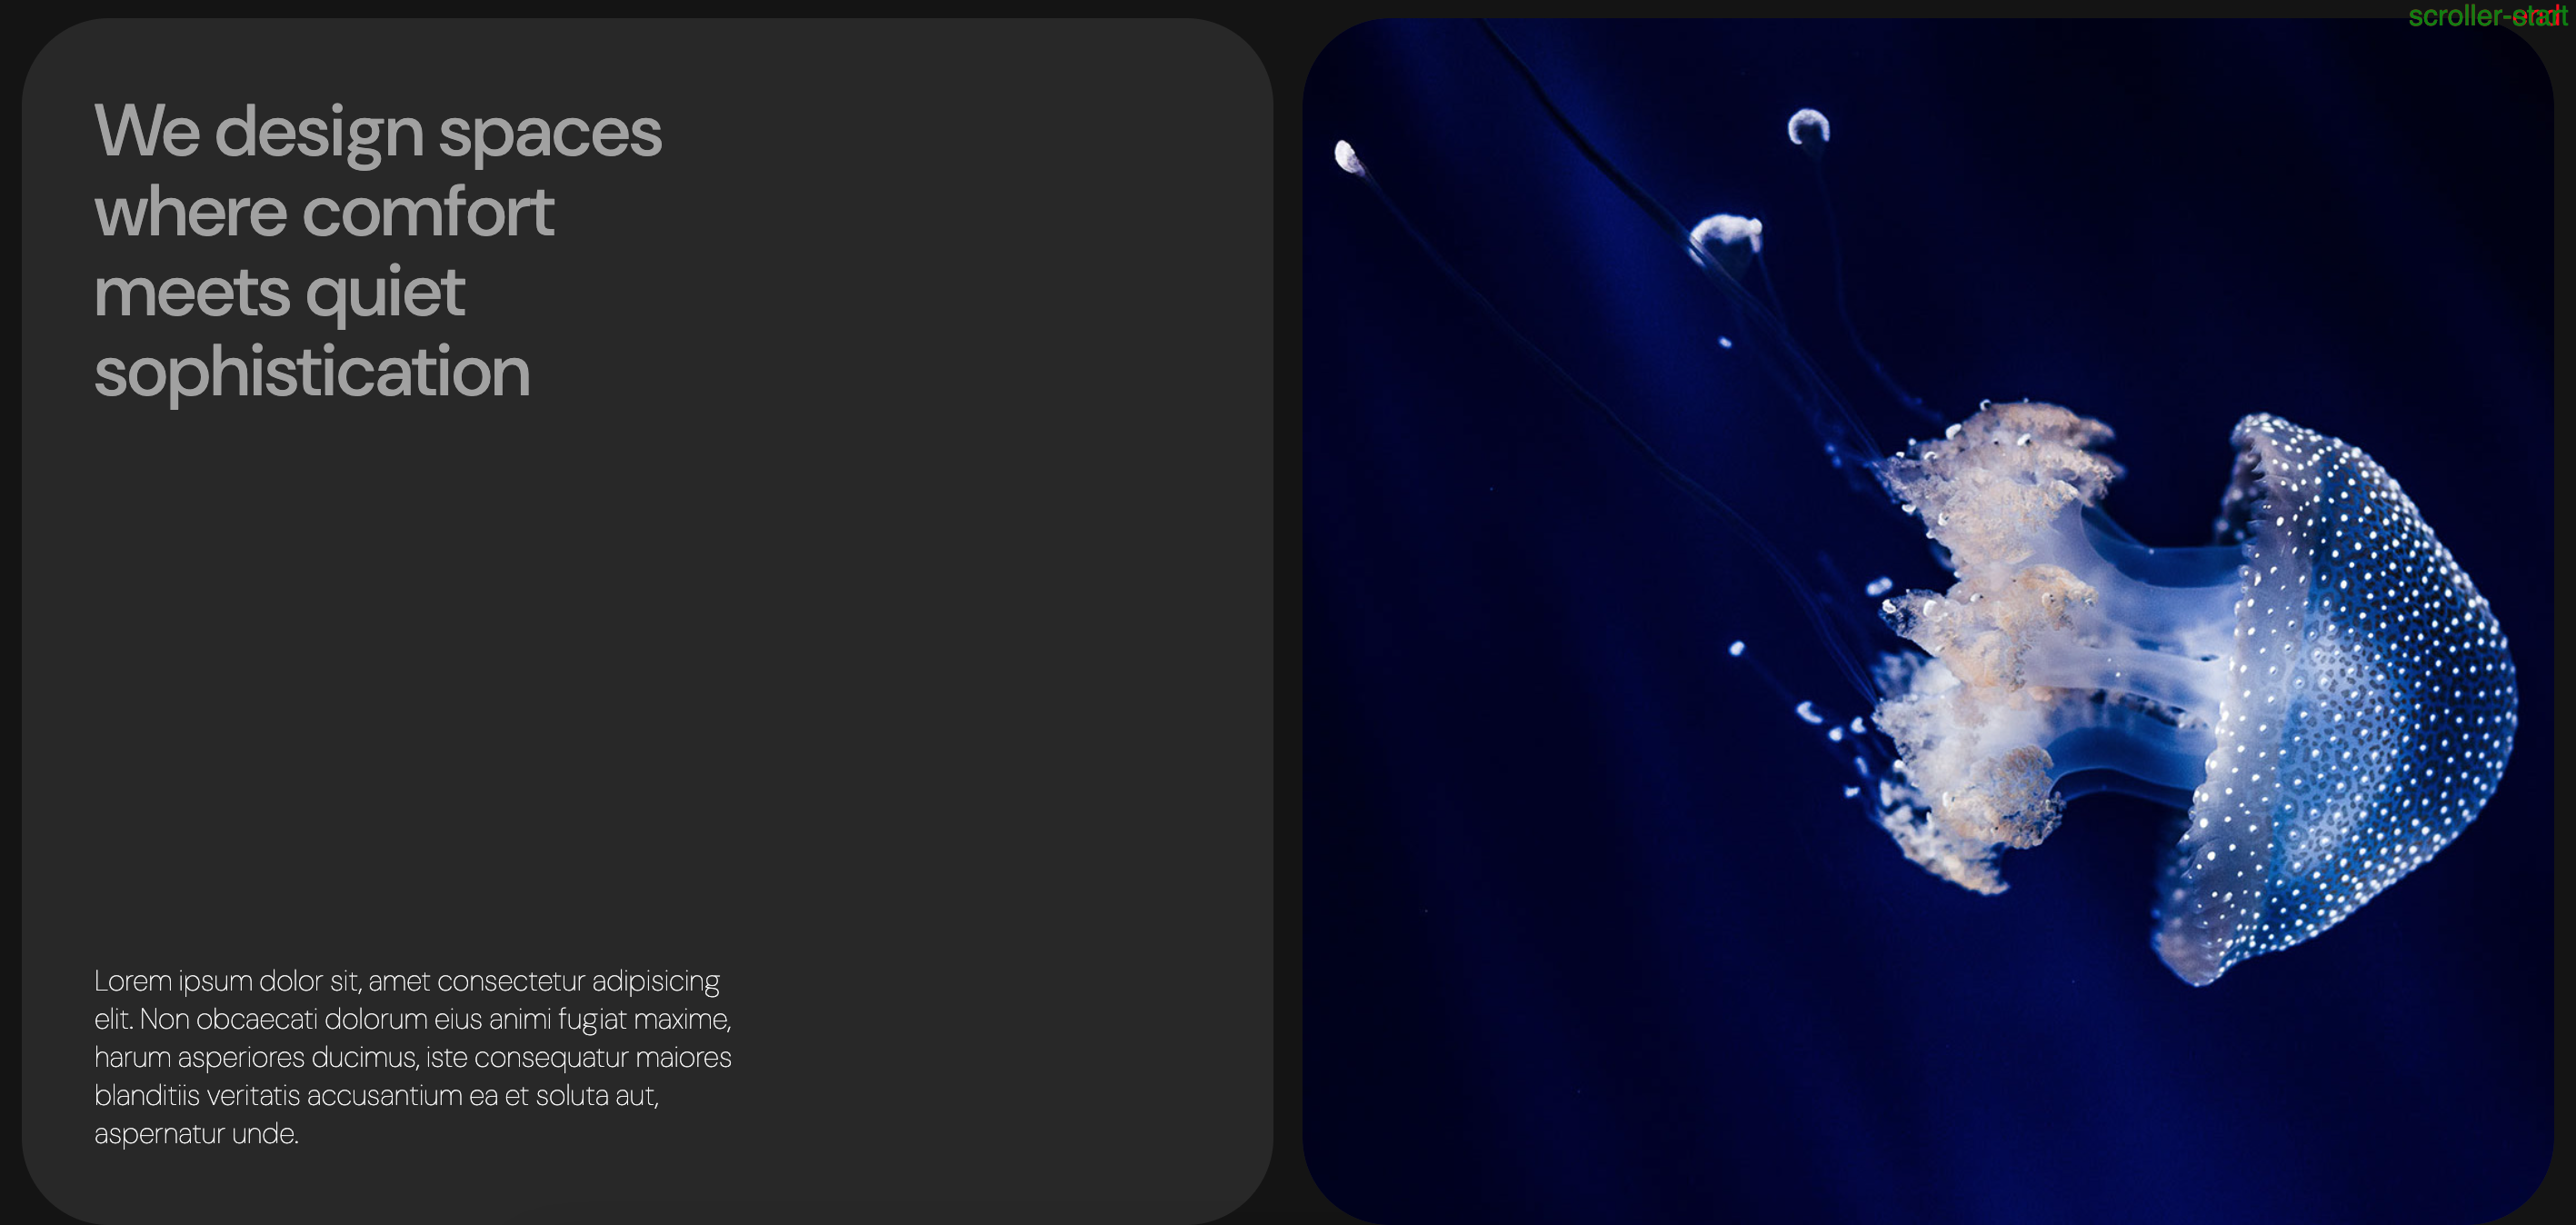 scroller-start
We design spaces
where comfort
meets quiet
sophistication
Lorem ipsum dolor sit, amet consectetur adipisicing
elit. Non obcaecati dolorum eius animi fugiat maxime,
harum asperiores ducimus, iste consequatur maiores
blanditiis veritatis accusantium ea et soluta aut,
aspernatur unde.